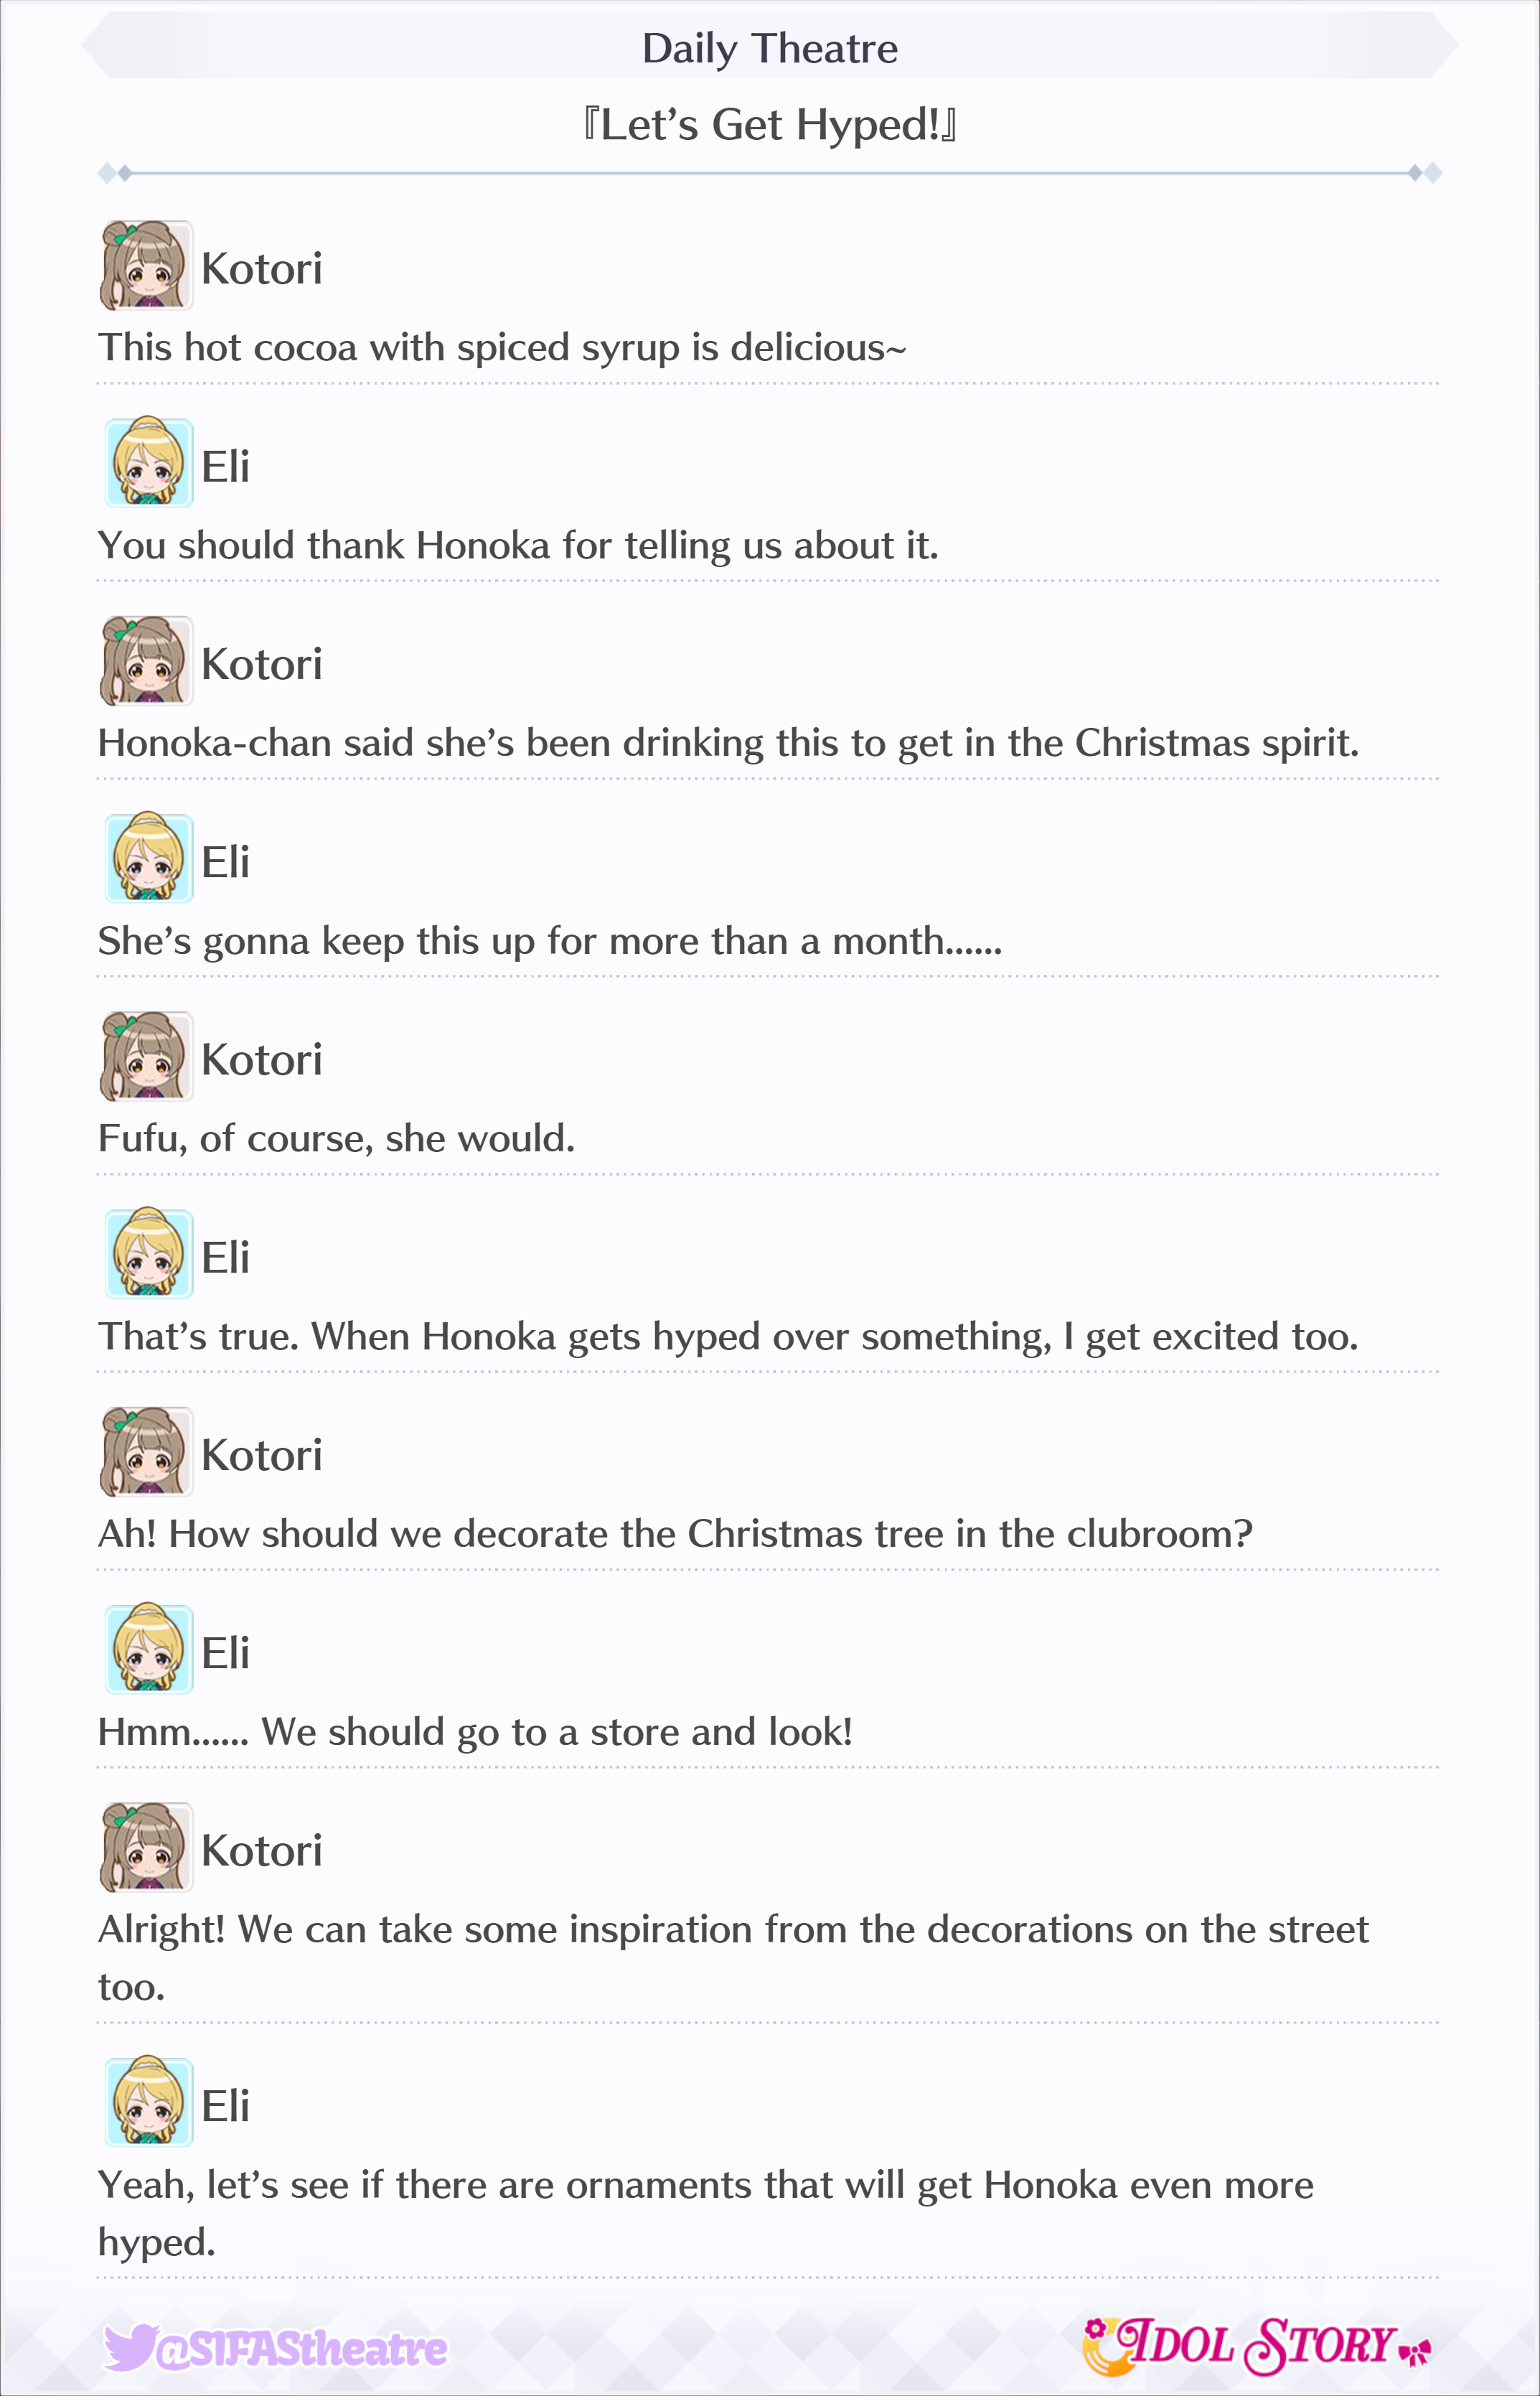 Daily Theatre
『Let’s Get Hyped!』
Kotori
This hot cocoa with spiced syrup is delicious~
Eli
You should thank Honoka for telling us about it.
Kotori
Honoka-chan said she’s been drinking this to get in the Christmas spirit.
Eli
She’s gonna keep this up for more than a month......
Kotori
Fufu, of course, she would.
Eli
That’s true. When Honoka gets hyped over something, I get excited too.
Kotori
Ah! How should we decorate the Christmas tree in the clubroom?
Eli
Hmm...... We should go to a store and look!
Kotori
Alright! We can take some inspiration from the decorations on the street
too.
Eli
Yeah, let’s see if there are ornaments that will get Honoka even more
hyped.
@SIFAStheatre
IDOL STORY